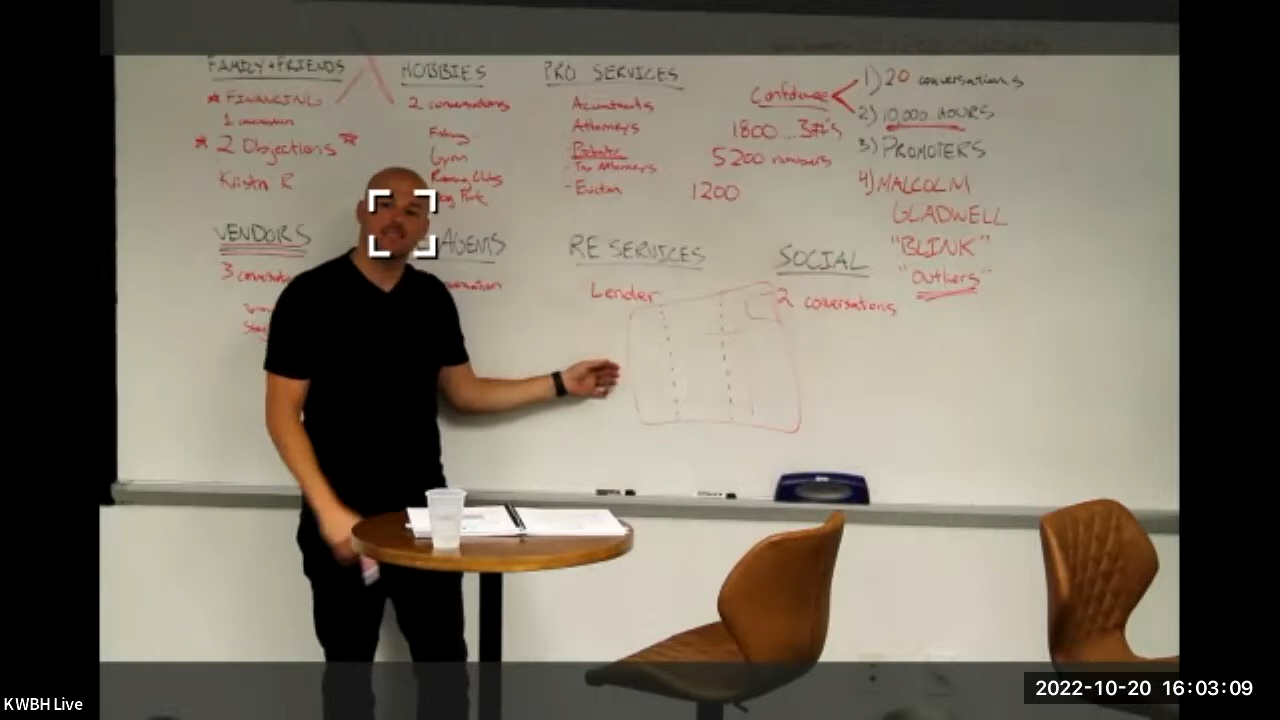 FAMILY+FRIENDS
* FINANCING
* 2 Objections *
Kristn R
HOBBIES
2 conversations
Fishing
Gym
Running Clubs
Dog Park
PRO SERVICES
Accountants
Attorneys
Probate
- Tax Attorneys
- Eviction
Confidence
1) 20 conversations
2) 10,000 HOURS
3) PROMOTERS
4) MALCOLM
GLADWELL
"BLINK"
"Outliers"
1800...3#'s
5200 numbers
1200
VENDORS
3
AGENTS
RE SERVICES
Lender
SOCIAL
2 conversations
KWBH Live
2022-10-20 16:03:09